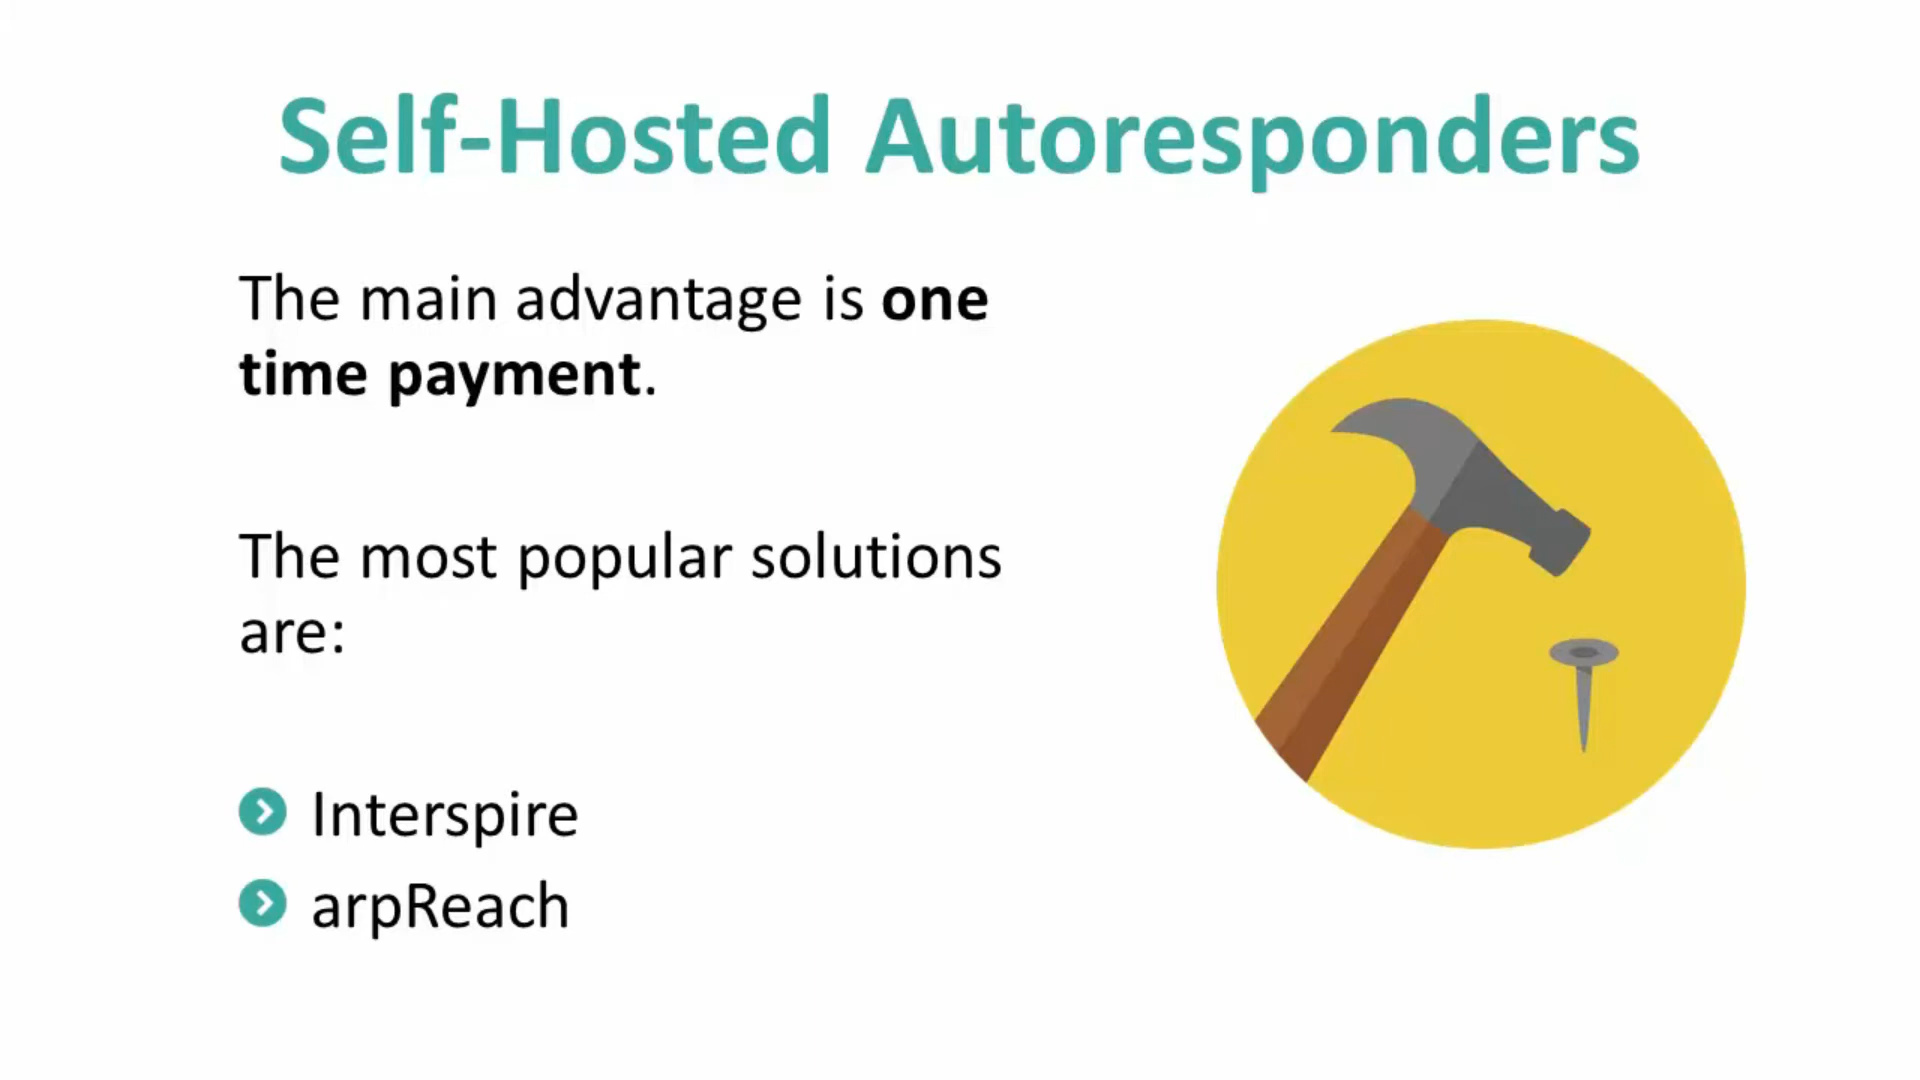 Self-Hosted Autoresponders
The main advantage is one
time payment.
The most popular solutions
are:
Interspire
arpReach